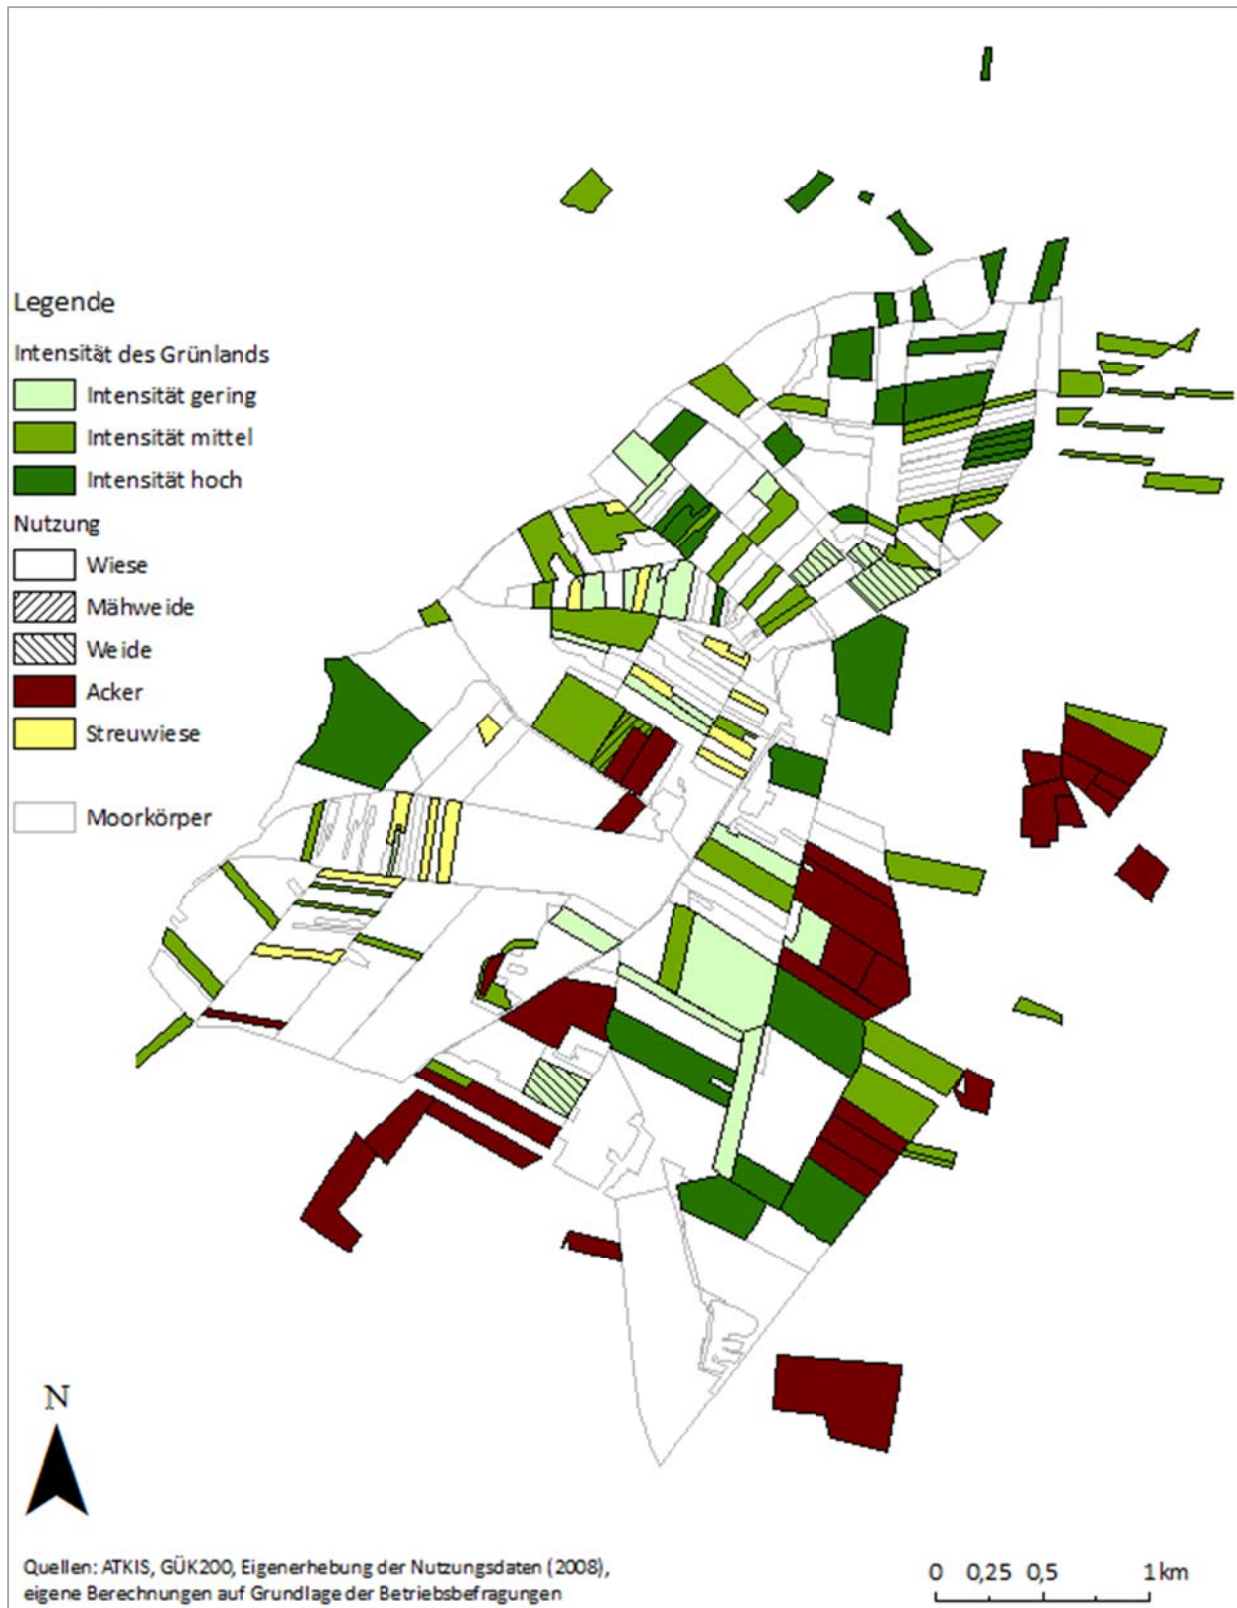 Legende
Intensität des Grünlands
Intensität gering
Intensität mittel
Intensität hoch
Nutzung
Wiese
Mähweide
Weide
Acker
Streuwiese
Moorkörper
N
Quellen: ATKIS, GÜK200, Eigenerhebung der Nutzungsdaten (2008),
eigene Berechnungen auf Grundlage der Betriebsbefragungen
0 0,25 0,5 1 km